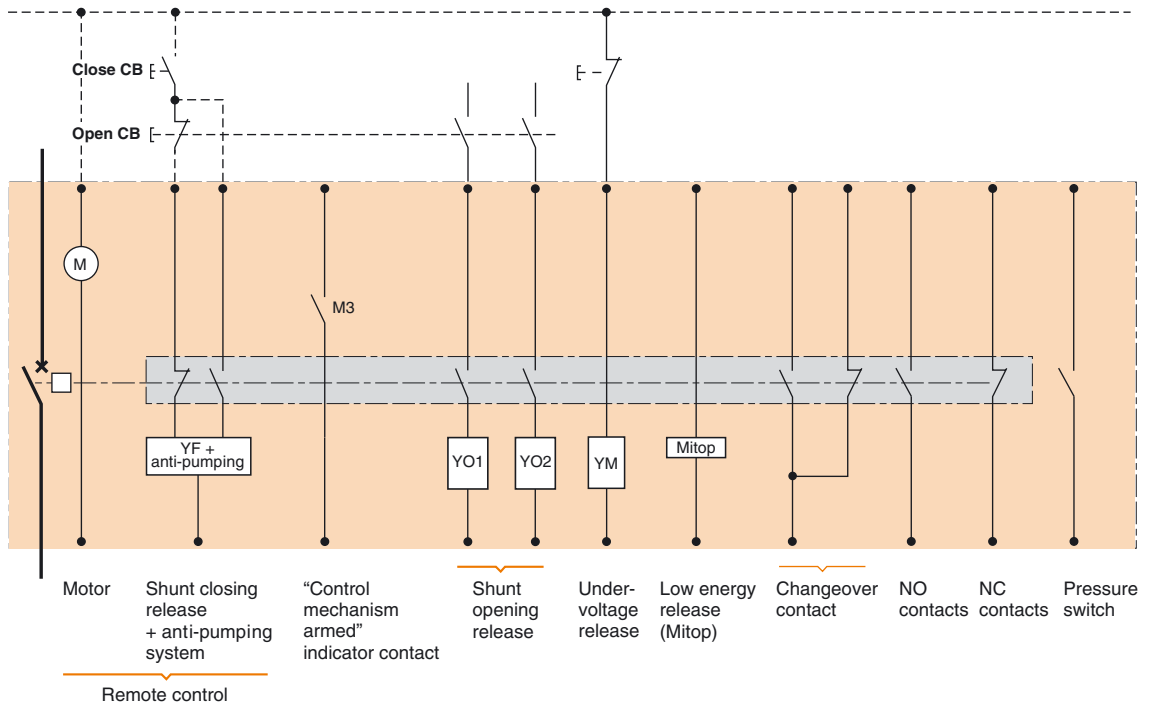 Close CB
Open CB
M
M3
YF +
anti-pumping
YO1
YO2
YM
Mitop
Motor
Shunt closing
release
+ anti-pumping
system
“Control
mechanism
armed”
indicator contact
Shunt
opening
release
Under-
voltage
release
Low energy
release
(Mitop)
Changeover
contact
NO
contacts
NC
contacts
Pressure
switch
Remote control